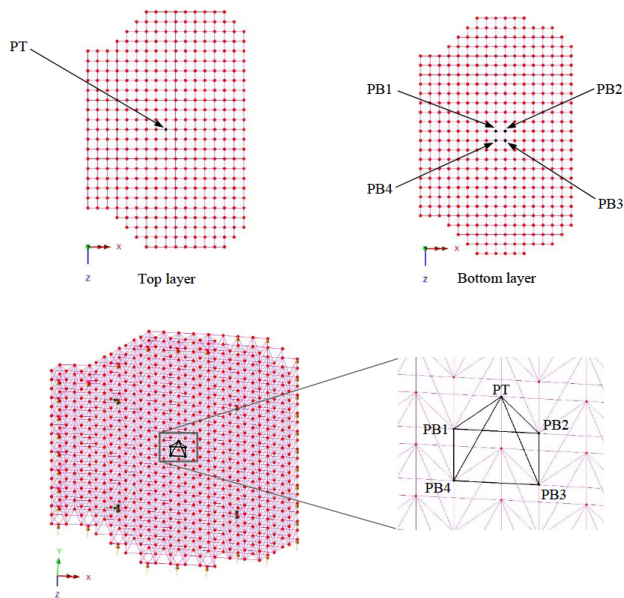 PT
PB1
PB2
PB4
PB3
X
Z
Top layer
X
Z
Bottom layer
PT
PB1
PB2
PB4
PB3
Y
X
Z